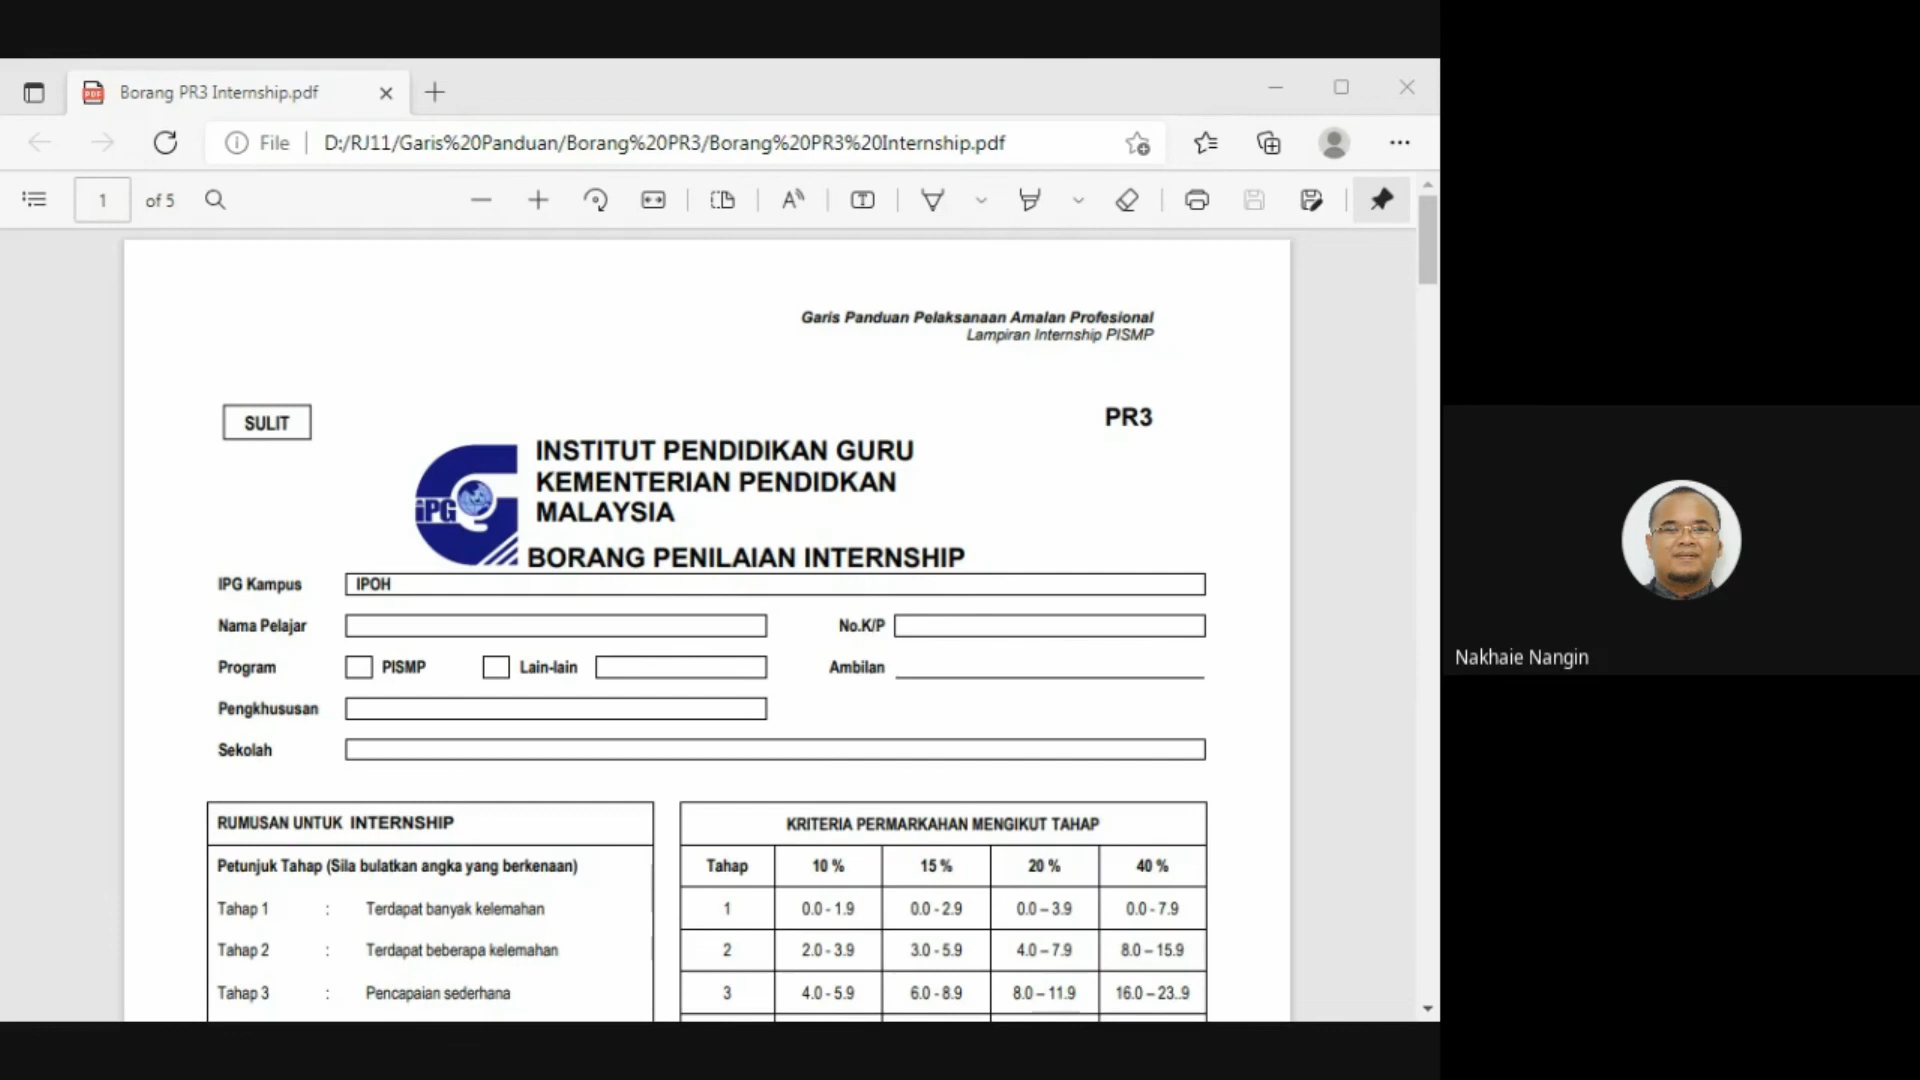 Borang PR3 Internship.pdf
File D:/RJ11/Garis%20Panduan/Borang%20PR3/Borang%20PR3%20Internship.pdf
1 of 5
Garis Panduan Pelaksanaan Amalan Profesional
Lampiran Internship PISMP
SULIT
PR3
iPG
INSTITUT PENDIDIKAN GURU
KEMENTERIAN PENDIDKAN
MALAYSIA
BORANG PENILAIAN INTERNSHIP
IPG Kampus IPOH
Nama Pelajar No.K/P
Program PISMP Lain-lain Ambilan
Pengkhususan
Sekolah
RUMUSAN UNTUK INTERNSHIP
Petunjuk Tahap (Sila bulatkan angka yang berkenaan)
Tahap 1 : Terdapat banyak kelemahan
Tahap 2 : Terdapat beberapa kelemahan
Tahap 3 : Pencapaian sederhana
KRITERIA PERMARKAHAN MENGIKUT TAHAP
Tahap 10 % 15 % 20 % 40 %
1 0.0 - 1.9 0.0 - 2.9 0.0 – 3.9 0.0 - 7.9
2 2.0 - 3.9 3.0 - 5.9 4.0 – 7.9 8.0 – 15.9
3 4.0 - 5.9 6.0 - 8.9 8.0 – 11.9 16.0 – 23..9
Nakhaie Nangin